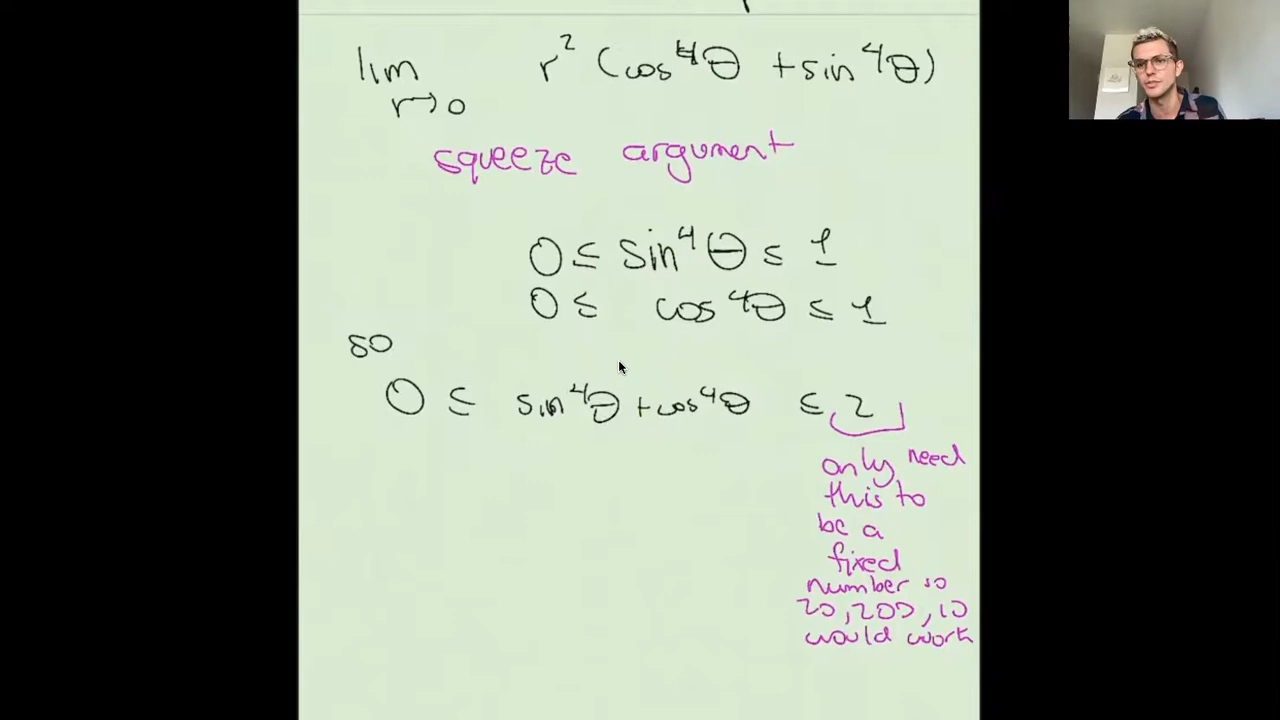 lim r² (cos⁴θ + sin⁴θ)
r→0
squeeze argument
0 ≤ sin⁴θ ≤ 1
0 ≤ cos⁴θ ≤ 1
so
0 ≤ sin⁴θ + cos⁴θ ≤ 2
only need
this to
be a
fixed
number so
20, 200, 10
would work